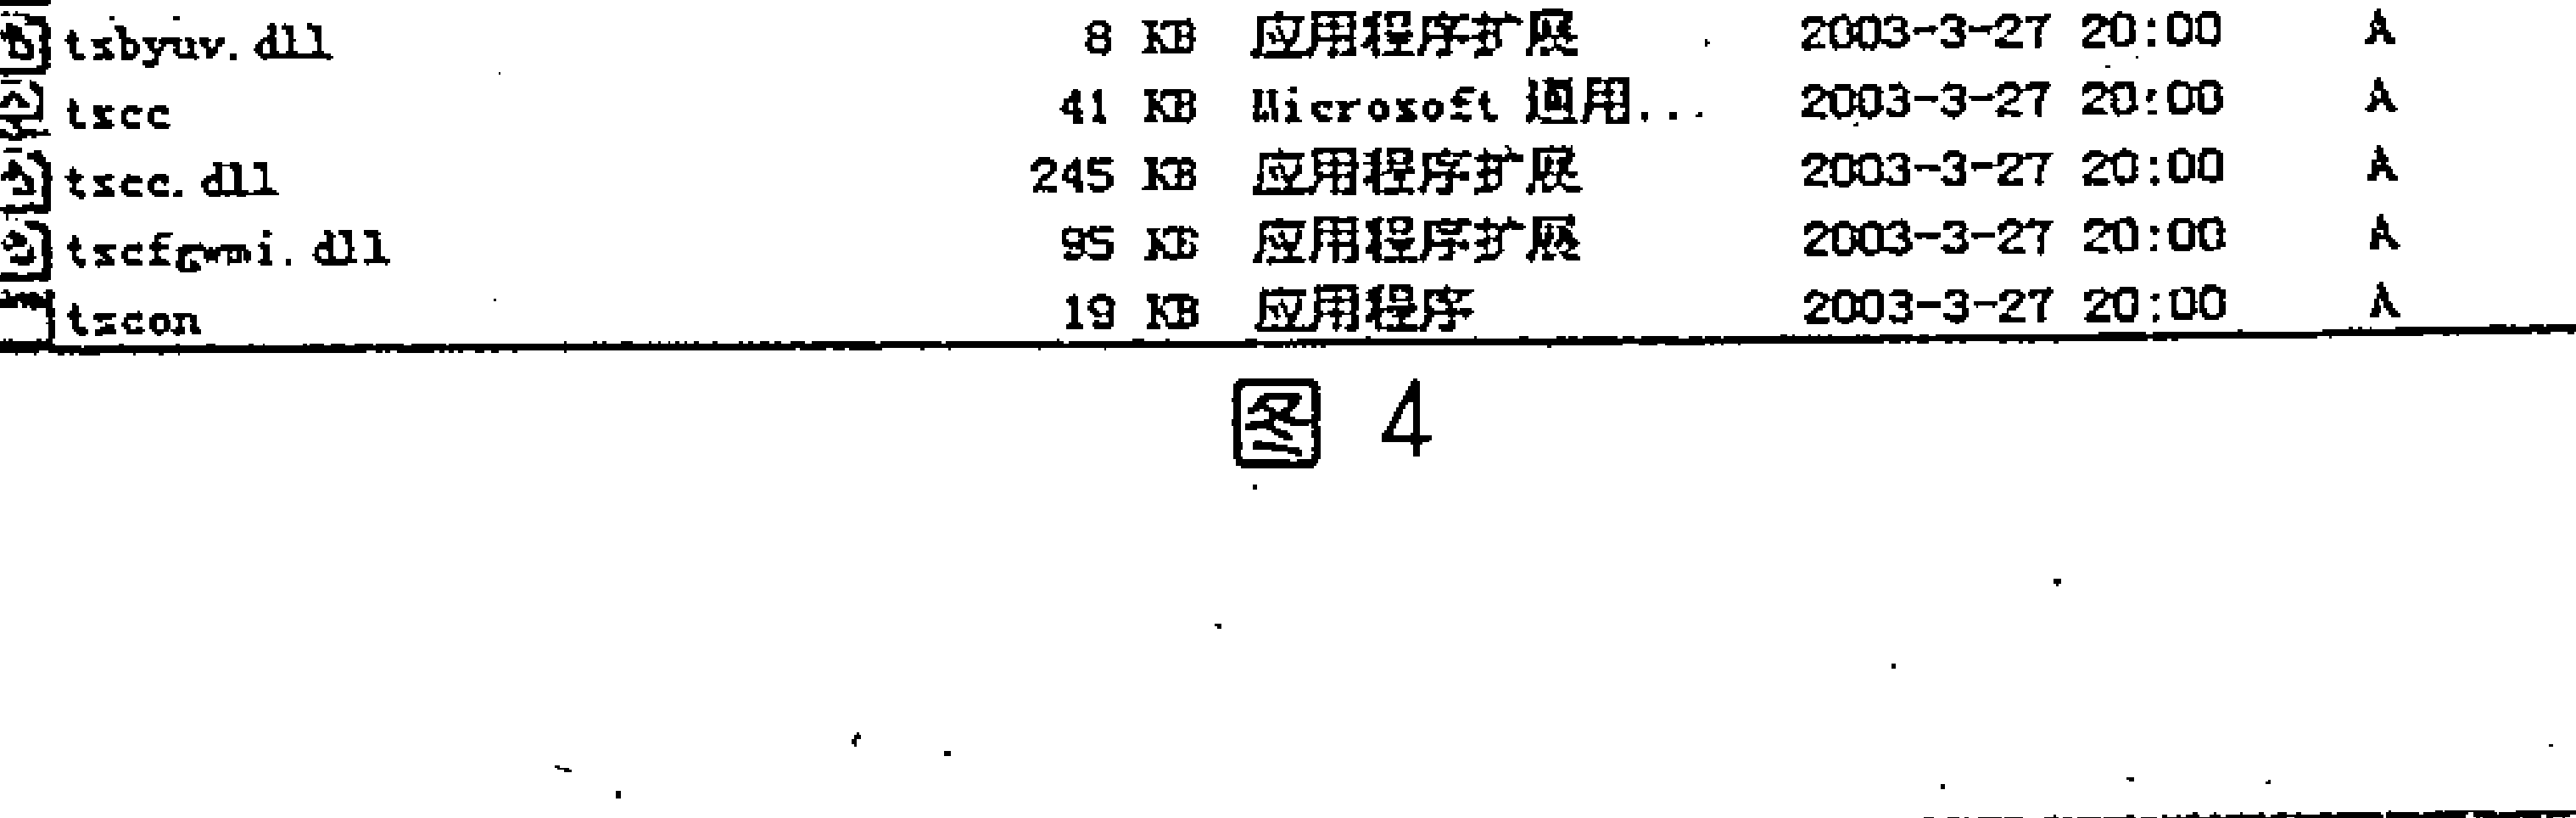 tsbyuv.dll 8 KB 应用程序扩展 2003-3-27 20:00 A
tscc 41 KB Microsoft 通用... 2003-3-27 20:00 A
tscc.dll 245 KB 应用程序扩展 2003-3-27 20:00 A
tscfgwmi.dll 95 KB 应用程序扩展 2003-3-27 20:00 A
tscon 19 KB 应用程序 2003-3-27 20:00 A
图 4